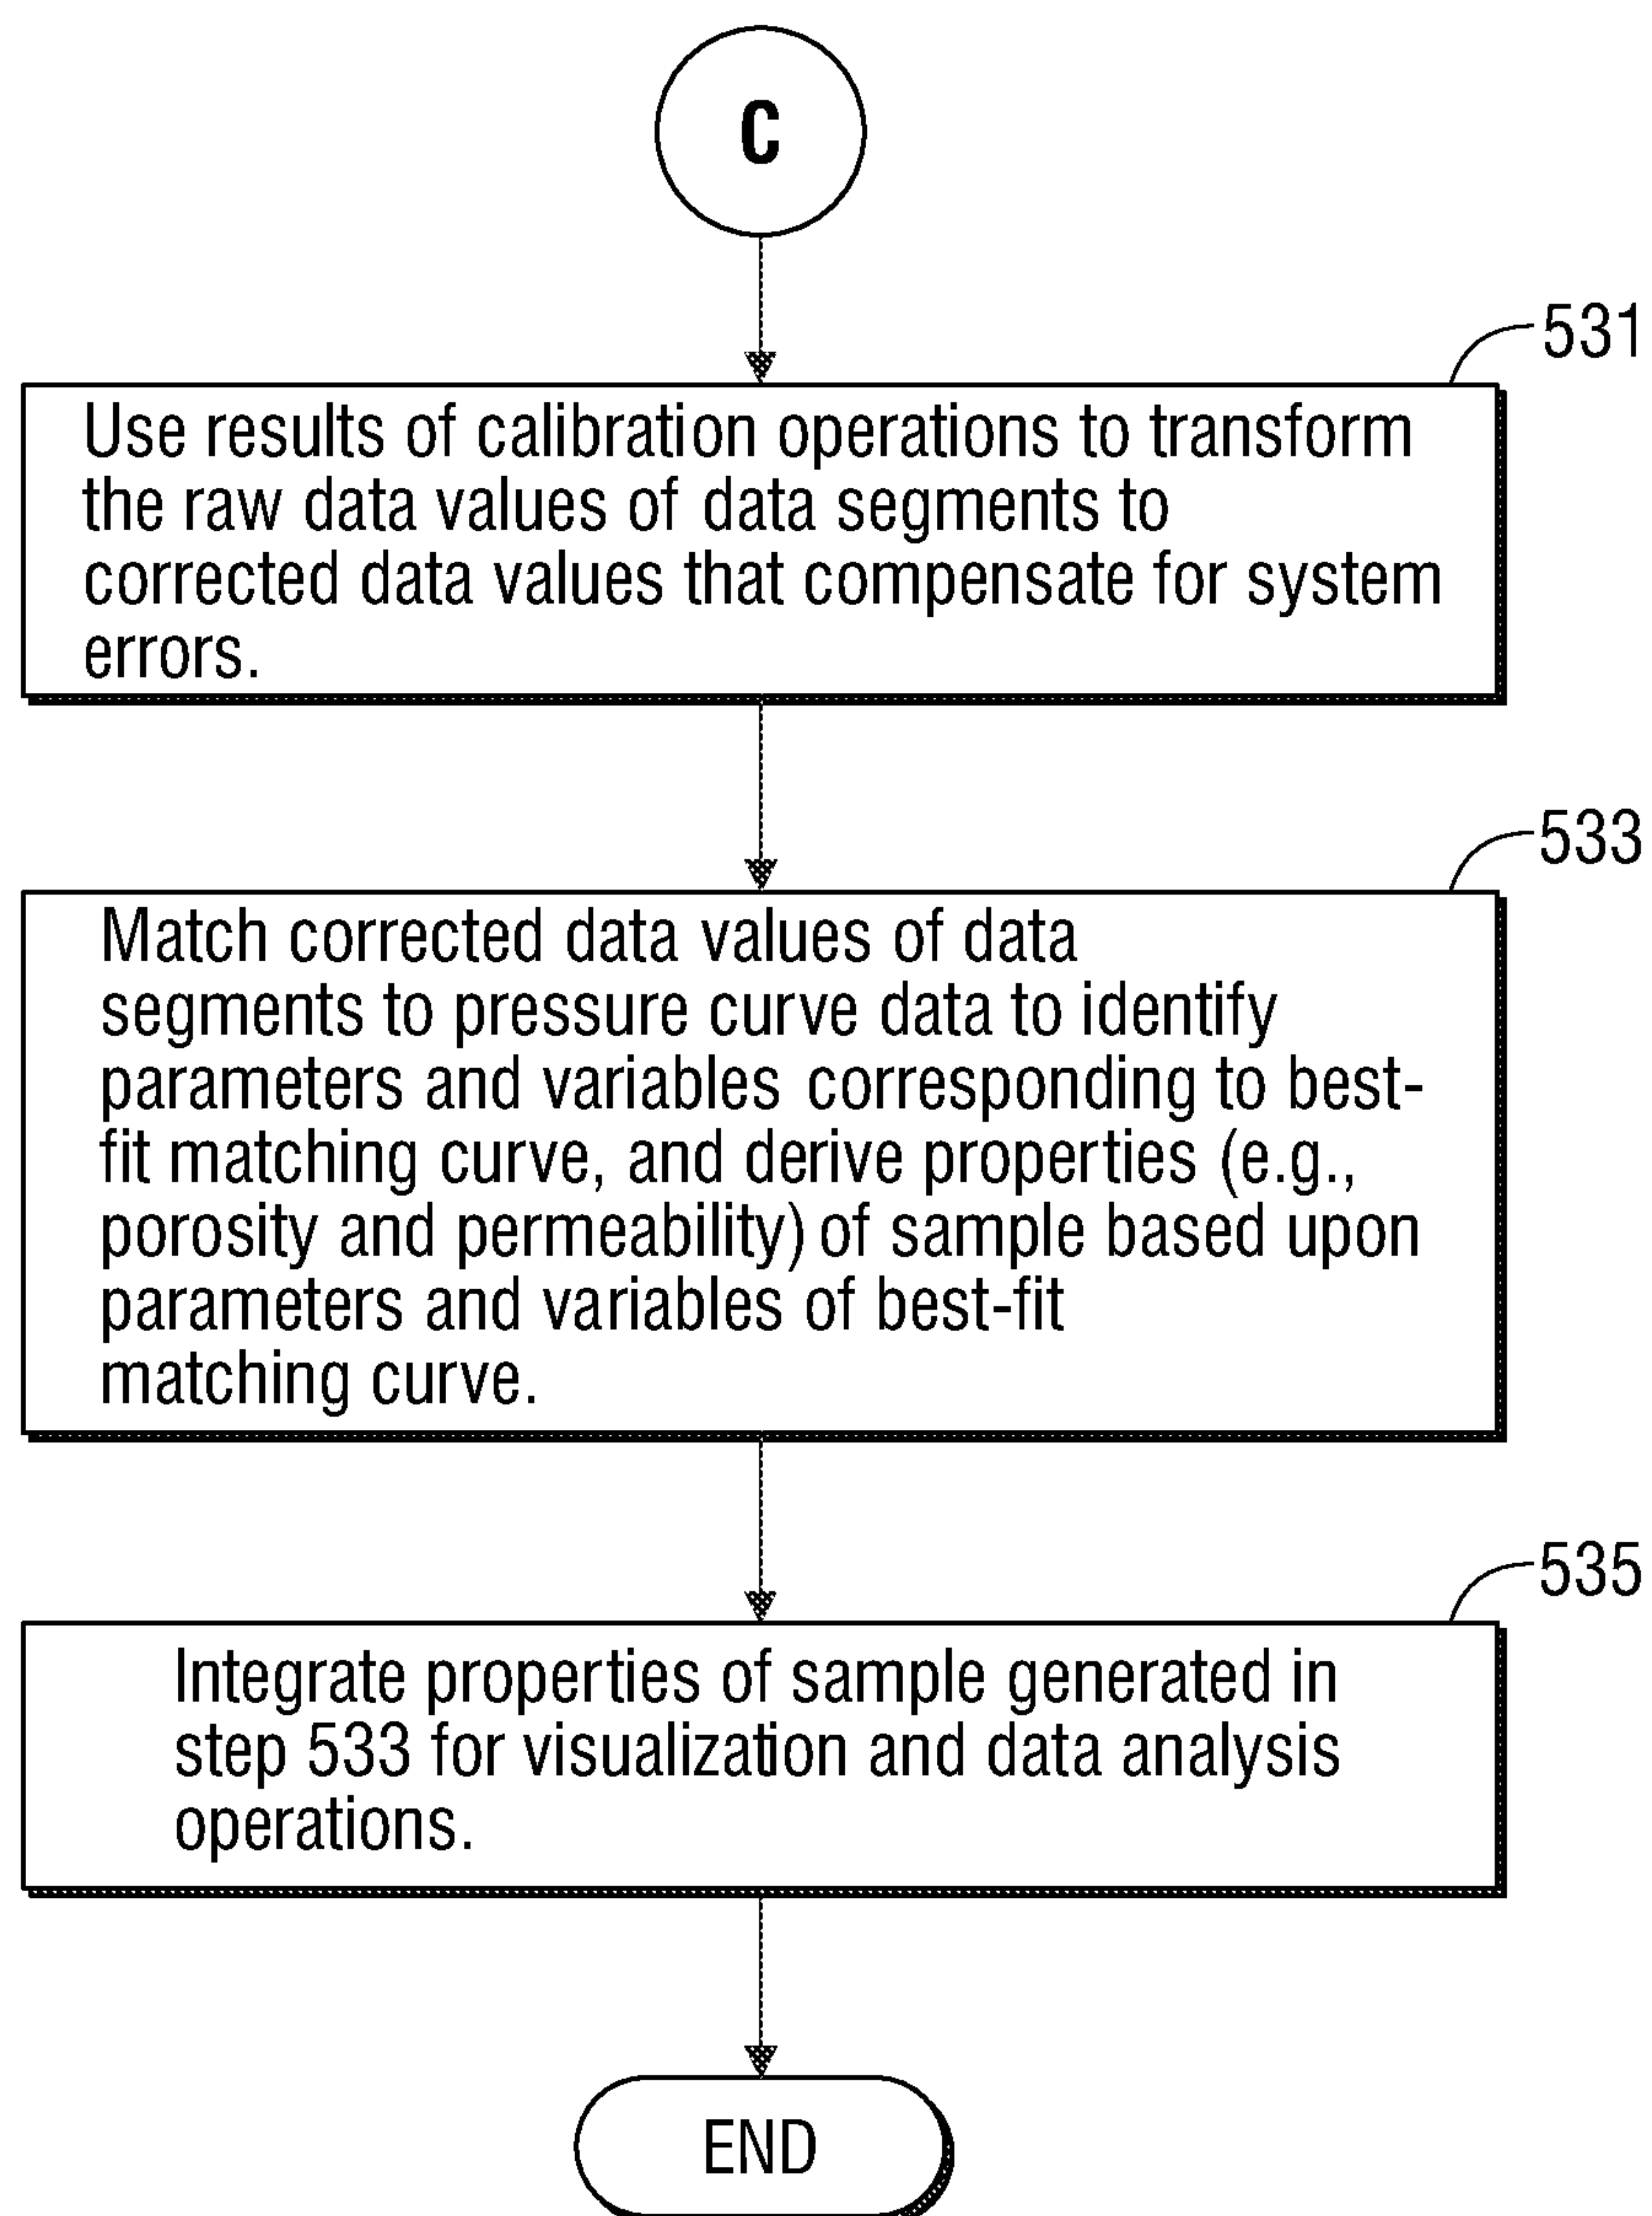 C
531
Use results of calibration operations to transform
the raw data values of data segments to
corrected data values that compensate for system
errors.
533
Match corrected data values of data
segments to pressure curve data to identify
parameters and variables corresponding to best-
fit matching curve, and derive properties (e.g.,
porosity and permeability) of sample based upon
parameters and variables of best-fit
matching curve.
535
Integrate properties of sample generated in
step 533 for visualization and data analysis
operations.
END